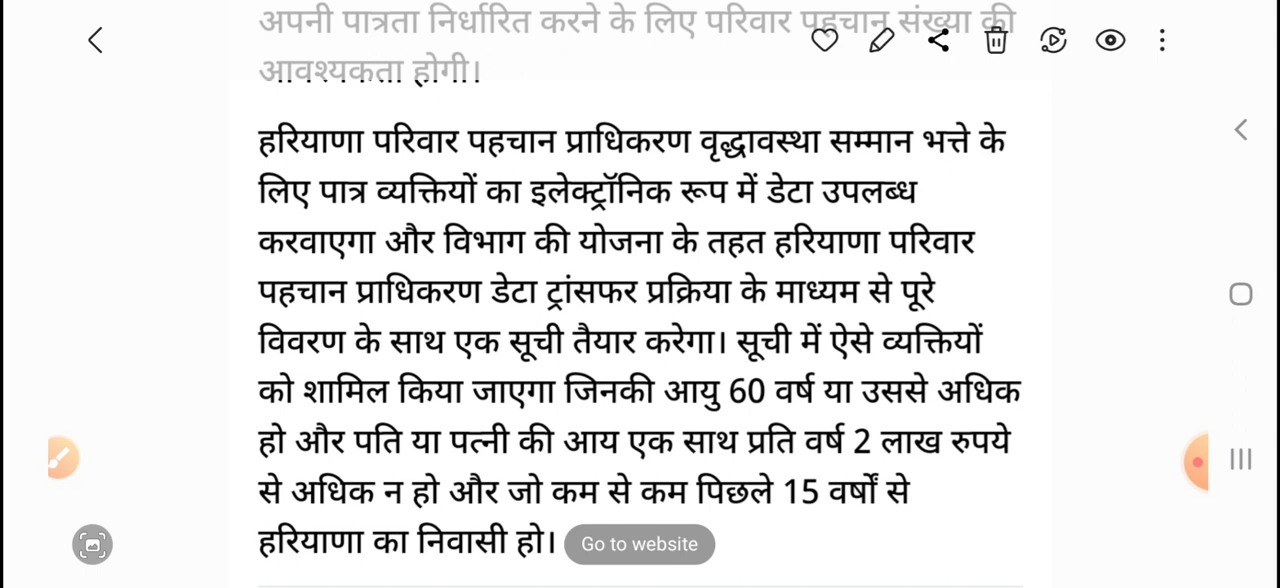 अपनी पात्रता निर्धारित करने के लिए परिवार पहचान संख्या की
आवश्यकता होगी।
हरियाणा परिवार पहचान प्राधिकरण वृद्धावस्था सम्मान भत्ते के
लिए पात्र व्यक्तियों का इलेक्ट्रॉनिक रूप में डेटा उपलब्ध
करवाएगा और विभाग की योजना के तहत हरियाणा परिवार
पहचान प्राधिकरण डेटा ट्रांसफर प्रक्रिया के माध्यम से पूरे
विवरण के साथ एक सूची तैयार करेगा। सूची में ऐसे व्यक्तियों
को शामिल किया जाएगा जिनकी आयु 60 वर्ष या उससे अधिक
हो और पति या पत्नी की आय एक साथ प्रति वर्ष 2 लाख रुपये
से अधिक न हो और जो कम से कम पिछले 15 वर्षों से
हरियाणा का निवासी हो। Go to website